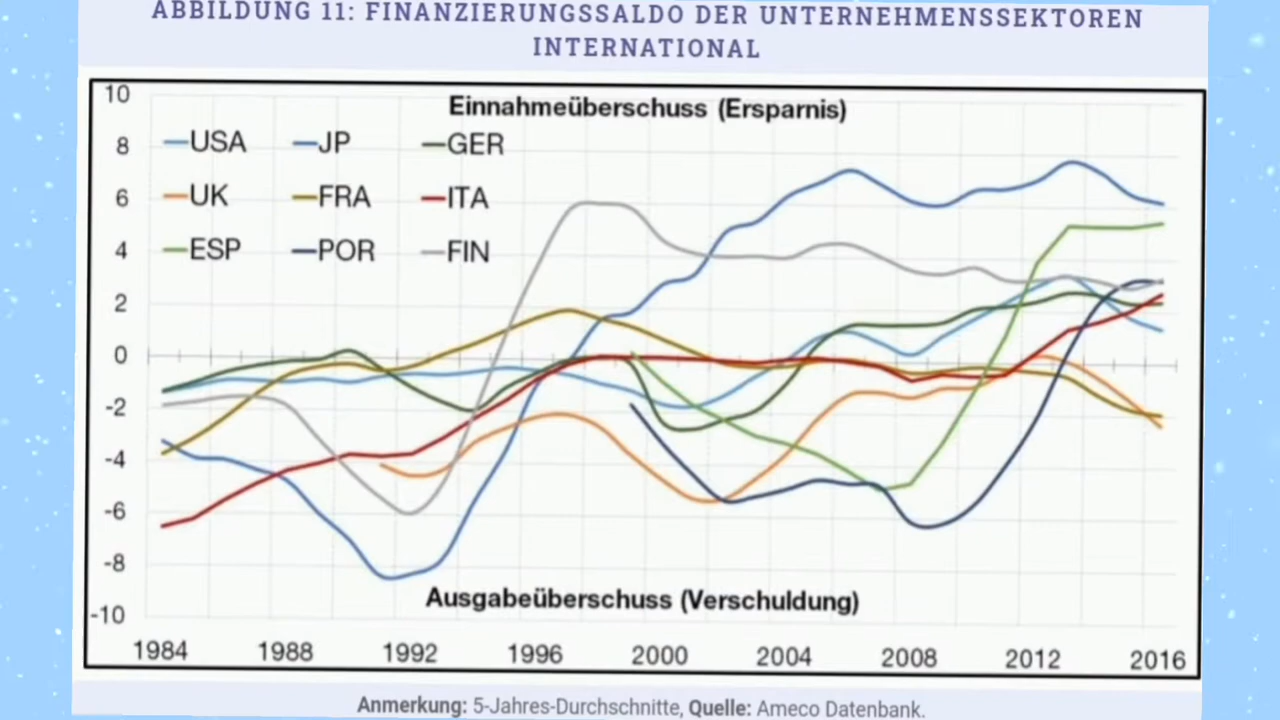 ABBILDUNG 11: FINANZIERUNGSSALDO DER UNTERNEHMENSSEKTOREN
INTERNATIONAL
10
Einnahmeüberschuss (Ersparnis)
8
USA JP GER
6
UK FRA ITA
4
ESP POR FIN
2
0
-2
-4
-6
-8
Ausgabeüberschuss (Verschuldung)
-10
1984 1988 1992 1996 2000 2004 2008 2012 2016
Anmerkung: 5-Jahres-Durchschnitte, Quelle: Ameco Datenbank.